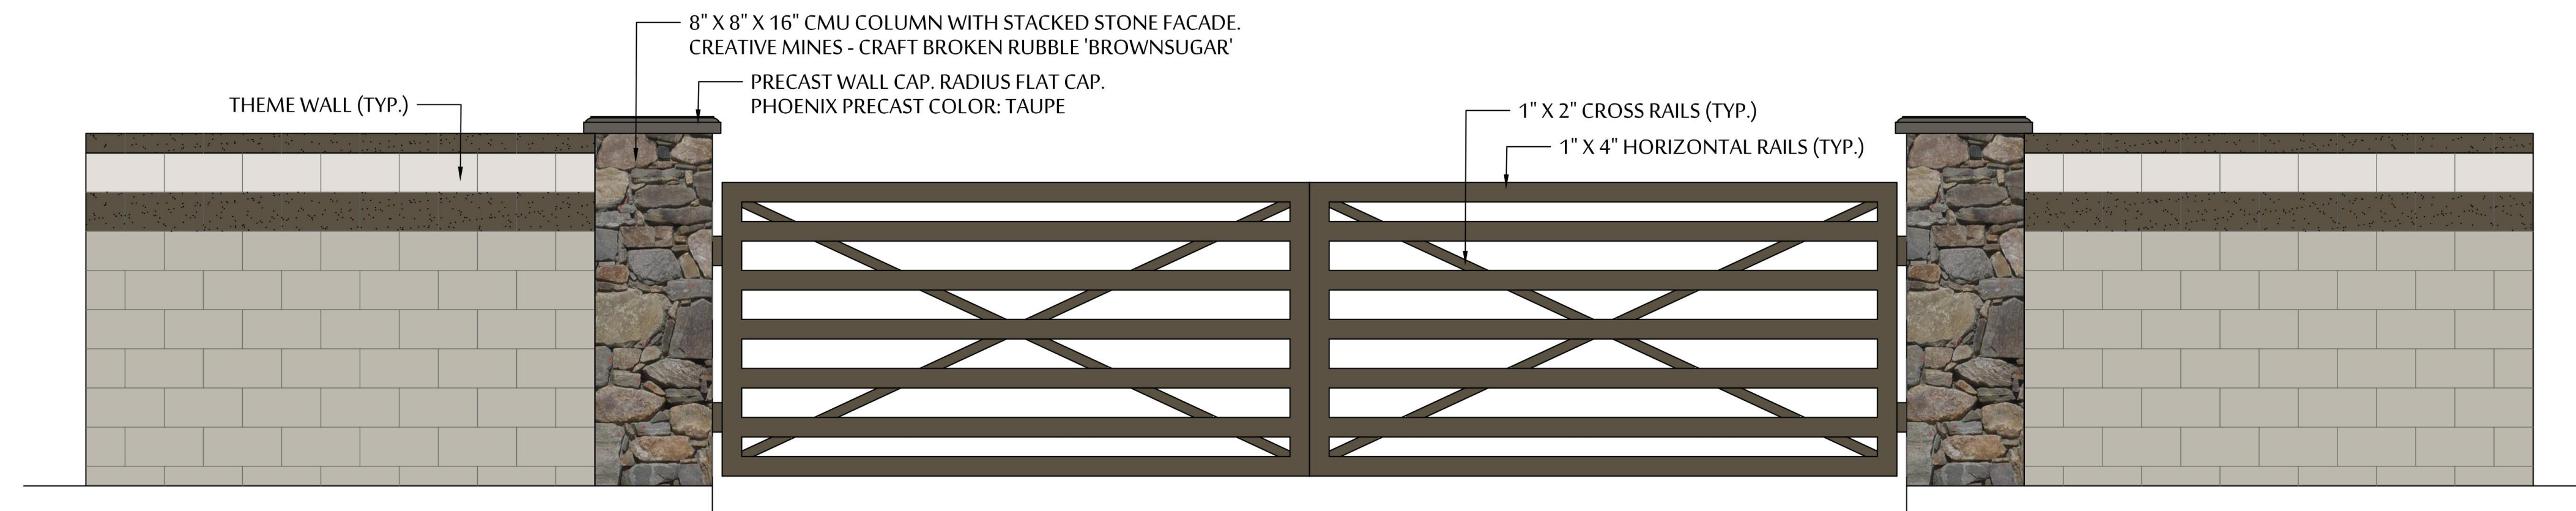 8" X 8" X 16" CMU COLUMN WITH STACKED STONE FACADE.
CREATIVE MINES - CRAFT BROKEN RUBBLE 'BROWNSUGAR'
PRECAST WALL CAP. RADIUS FLAT CAP.
PHOENIX PRECAST COLOR: TAUPE
THEME WALL (TYP.)
1" X 2" CROSS RAILS (TYP.)
1" X 4" HORIZONTAL RAILS (TYP.)